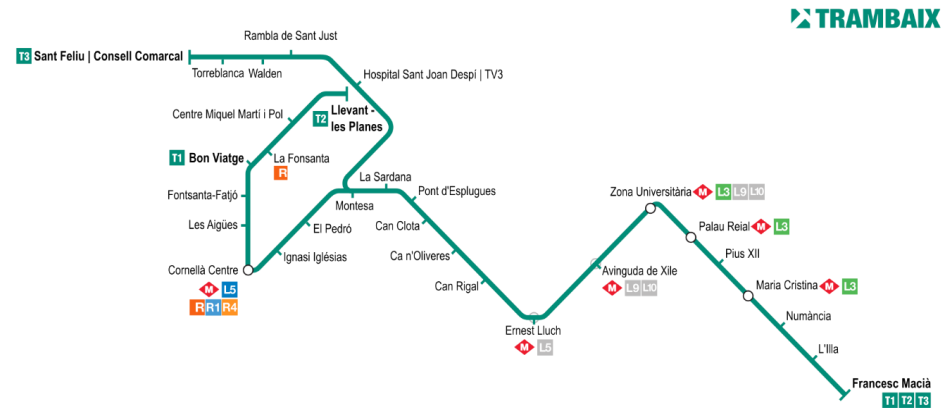 TRAMBAIX
Rambla de Sant Just
T3 Sant Feliu | Consell Comarcal
Torreblanca
Walden
Hospital Sant Joan Despí | TV3
Centre Miquel Martí i Pol
T2 Llevant -
les Planes
T1 Bon Viatge
La Fonsanta
R
La Sardana
Fontsanta-Fatjó
Montesa
Pont d'Esplugues
Zona Universitària M L3 L9 L10
Les Aigües
El Pedró
Can Clota
Palau Reial M L3
Ignasi Iglésias
Ca n'Oliveres
Pius XII
Cornellà Centre
M L5
R R1 R4
Avinguda de Xile
M L9 L10
Can Rigal
Maria Cristina M L3
Ernest Lluch
M L5
Numància
L'Illa
Francesc Macià
T1 T2 T3